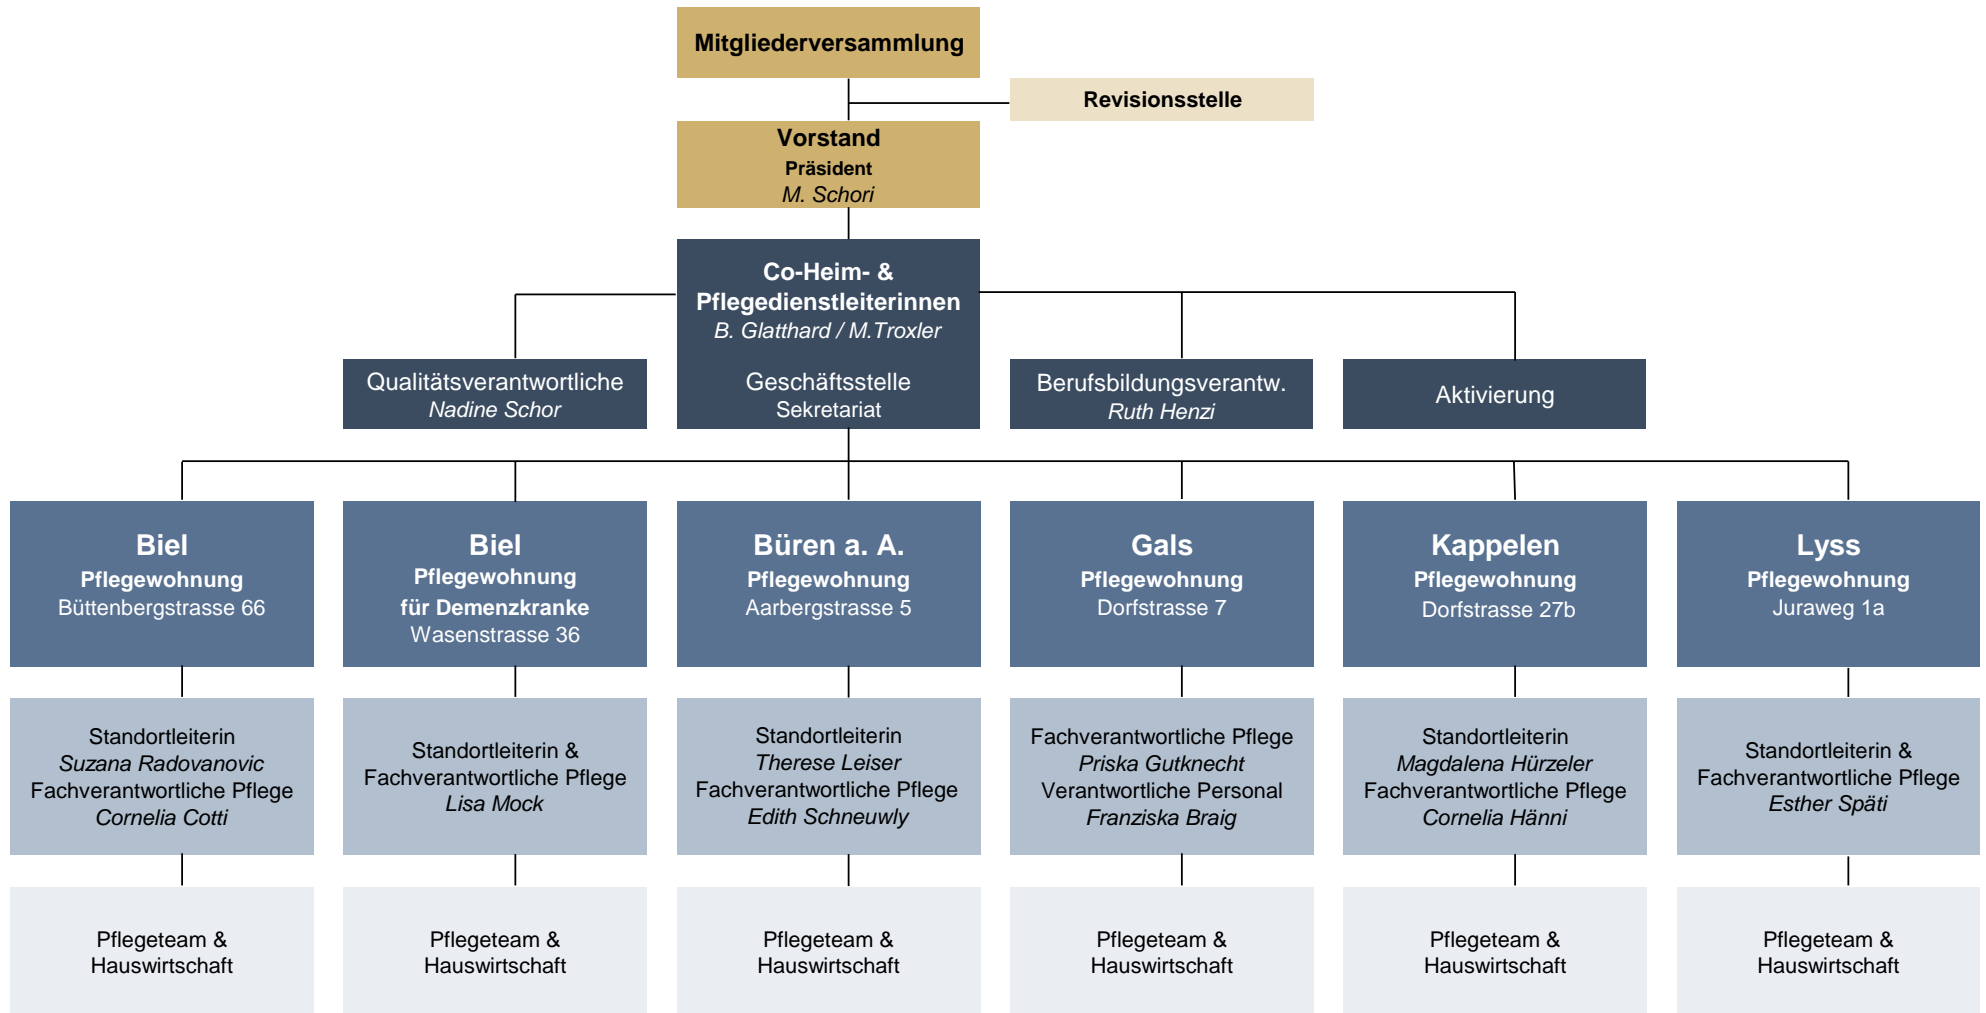 Mitgliederversammlung
Revisionsstelle
Vorstand
Präsident
M. Schori
Co-Heim- &
Pflegedienstleiterinnen
B. Glatthard / M.Troxler
Geschäftsstelle
Sekretariat
Qualitätsverantwortliche
Nadine Schor
Berufsbildungsverantw.
Ruth Henzi
Aktivierung
Biel
Pflegewohnung
Büttenbergstrasse 66
Biel
Pflegewohnung
für Demenzkranke
Wasenstrasse 36
Büren a. A.
Pflegewohnung
Aarbergstrasse 5
Gals
Pflegewohnung
Dorfstrasse 7
Kappelen
Pflegewohnung
Dorfstrasse 27b
Lyss
Pflegewohnung
Juraweg 1a
Standortleiterin
Suzana Radovanovic
Fachverantwortliche Pflege
Cornelia Cotti
Standortleiterin &
Fachverantwortliche Pflege
Lisa Mock
Standortleiterin
Therese Leiser
Fachverantwortliche Pflege
Edith Schneuwly
Fachverantwortliche Pflege
Priska Gutknecht
Verantwortliche Personal
Franziska Braig
Standortleiterin
Magdalena Hürzeler
Fachverantwortliche Pflege
Cornelia Hänni
Standortleiterin &
Fachverantwortliche Pflege
Esther Späti
Pflegeteam &
Hauswirtschaft
Pflegeteam &
Hauswirtschaft
Pflegeteam &
Hauswirtschaft
Pflegeteam &
Hauswirtschaft
Pflegeteam &
Hauswirtschaft
Pflegeteam &
Hauswirtschaft